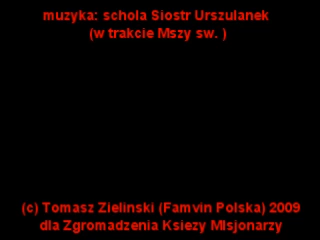 muzyka: schola Siostr Urszulanek
(w trakcie Mszy sw. )
(c) Tomasz Zielinski (Famvin Polska) 2009
dla Zgromadzenia Ksiezy MIsjonarzy